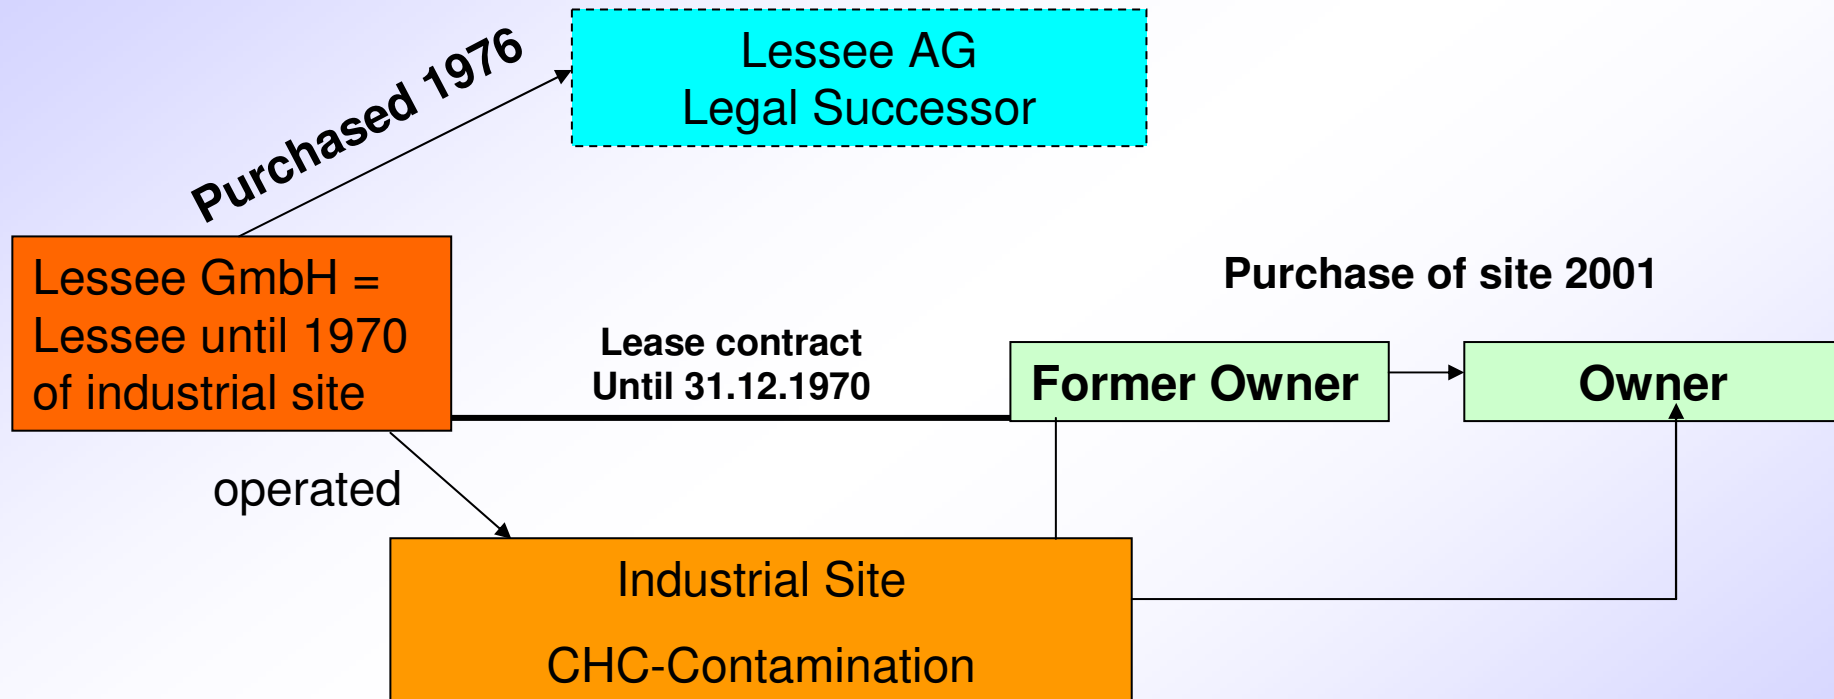 Purchased 1976
Lessee AG
Legal Successor
Lessee GmbH =
Lessee until 1970
of industrial site
Lease contract
Until 31.12.1970
Purchase of site 2001
Former Owner
Owner
operated
Industrial Site
CHC-Contamination